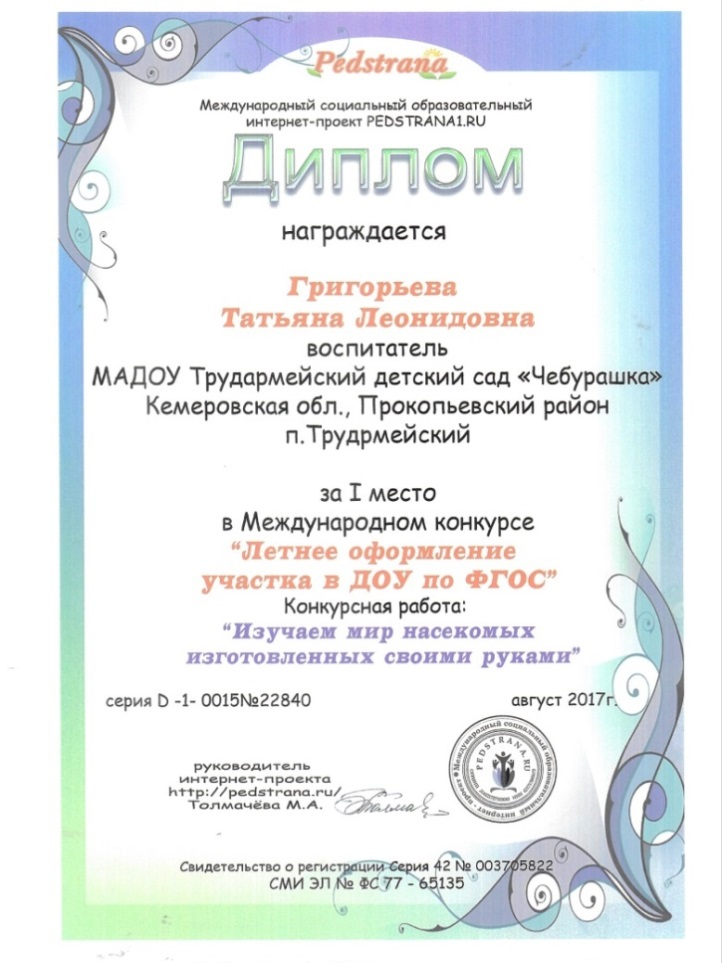 Pedstrana
Международный социальный образовательный
интернет-проект PEDSTRANA1.RU
Диплом
награждается
Григорьева
Татьяна Леонидовна
воспитатель
МАДОУ Трудармейский детский сад «Чебурашка»
Кемеровская обл., Прокопьевский район
п.Трудрмейский
за I место
в Международном конкурсе
“Летнее оформление
участка в ДОУ по ФГОС”
Конкурсная работа:
“Изучаем мир насекомых
изготовленных своими руками”
серия D -1- 0015№22840
август 2017г.
руководитель
интернет-проекта
http://pedstrana.ru/
Толмачёва М.А.
Международный социальный образовательный интернет - проект
PEDSTRANA.RU
Свидетельство о регистрации Серия 42 № 003705822
СМИ ЭЛ № ФС 77 - 65135